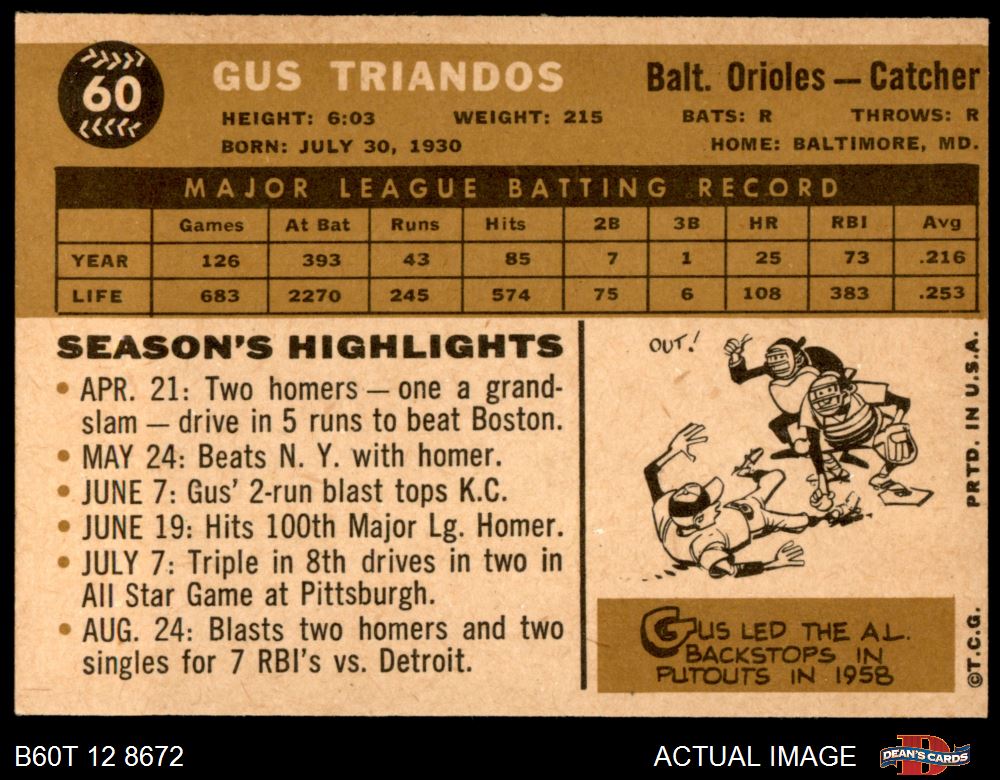 60
GUS TRIANDOS
Balt. Orioles — Catcher
HEIGHT: 6:03 WEIGHT: 215 BATS: R THROWS: R
BORN: JULY 30, 1930 HOME: BALTIMORE, MD.
MAJOR LEAGUE BATTING RECORD
Games At Bat Runs Hits 2B 3B HR RBI Avg
YEAR 126 393 43 85 7 1 25 73 .216
LIFE 683 2270 245 574 75 6 108 383 .253
SEASON'S HIGHLIGHTS
• APR. 21: Two homers — one a grand-
slam — drive in 5 runs to beat Boston.
• MAY 24: Beats N. Y. with homer.
• JUNE 7: Gus' 2-run blast tops K.C.
• JUNE 19: Hits 100th Major Lg. Homer.
• JULY 7: Triple in 8th drives in two in
All Star Game at Pittsburgh.
• AUG. 24: Blasts two homers and two
singles for 7 RBI's vs. Detroit.
OUT!
GUS LED THE A.L.
BACKSTOPS IN
PUTOUTS IN 1958
©T.C.G. PRTD. IN U.S.A.
B60T 12 8672
ACTUAL IMAGE
DEAN'S CARDS